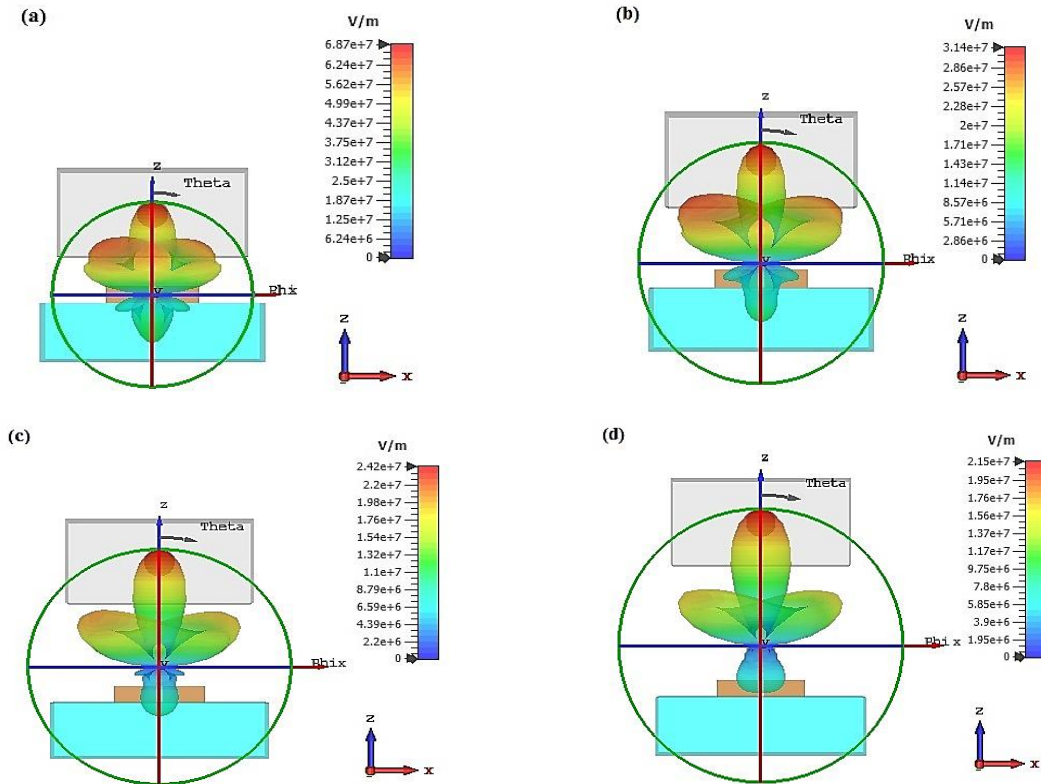 (a)
V/m
6.87e+7
6.24e+7
5.62e+7
4.99e+7
4.37e+7
3.75e+7
3.12e+7
2.5e+7
1.87e+7
1.25e+7
6.24e+6
0
z
Theta
Phi
x
y
z
x
(b)
V/m
3.14e+7
2.86e+7
2.57e+7
2.28e+7
2e+7
1.71e+7
1.43e+7
1.14e+7
8.57e+6
5.71e+6
2.86e+6
0
z
Theta
Phix
y
z
x
(c)
V/m
2.42e+7
2.2e+7
1.98e+7
1.76e+7
1.54e+7
1.32e+7
1.1e+7
8.79e+6
6.59e+6
4.39e+6
2.2e+6
0
z
Theta
Phix
y
z
x
(d)
V/m
2.15e+7
1.95e+7
1.76e+7
1.56e+7
1.37e+7
1.17e+7
9.75e+6
7.8e+6
5.85e+6
3.9e+6
1.95e+6
0
z
Theta
Phi x
y
z
x